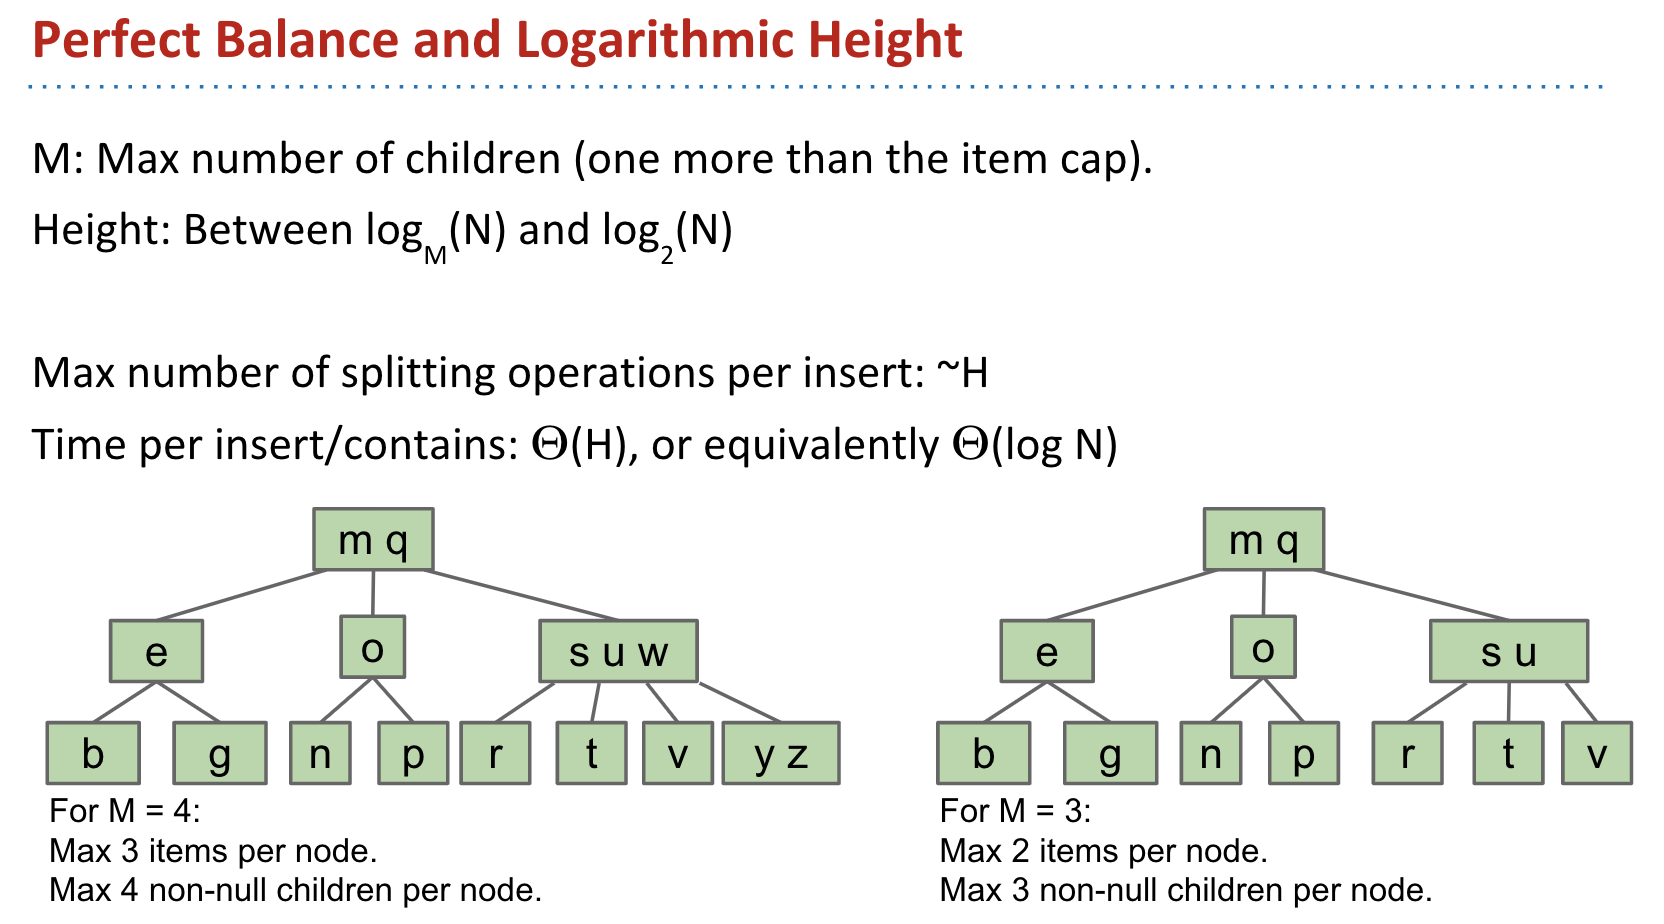 Perfect Balance and Logarithmic Height
M: Max number of children (one more than the item cap).
Height: Between log_M(N) and log_2(N)
Max number of splitting operations per insert: ~H
Time per insert/contains: Θ(H), or equivalently Θ(log N)
m q
e o s u w
b g n p r t v y z
For M = 4:
Max 3 items per node.
Max 4 non-null children per node.
m q
e o s u
b g n p r t v
For M = 3:
Max 2 items per node.
Max 3 non-null children per node.